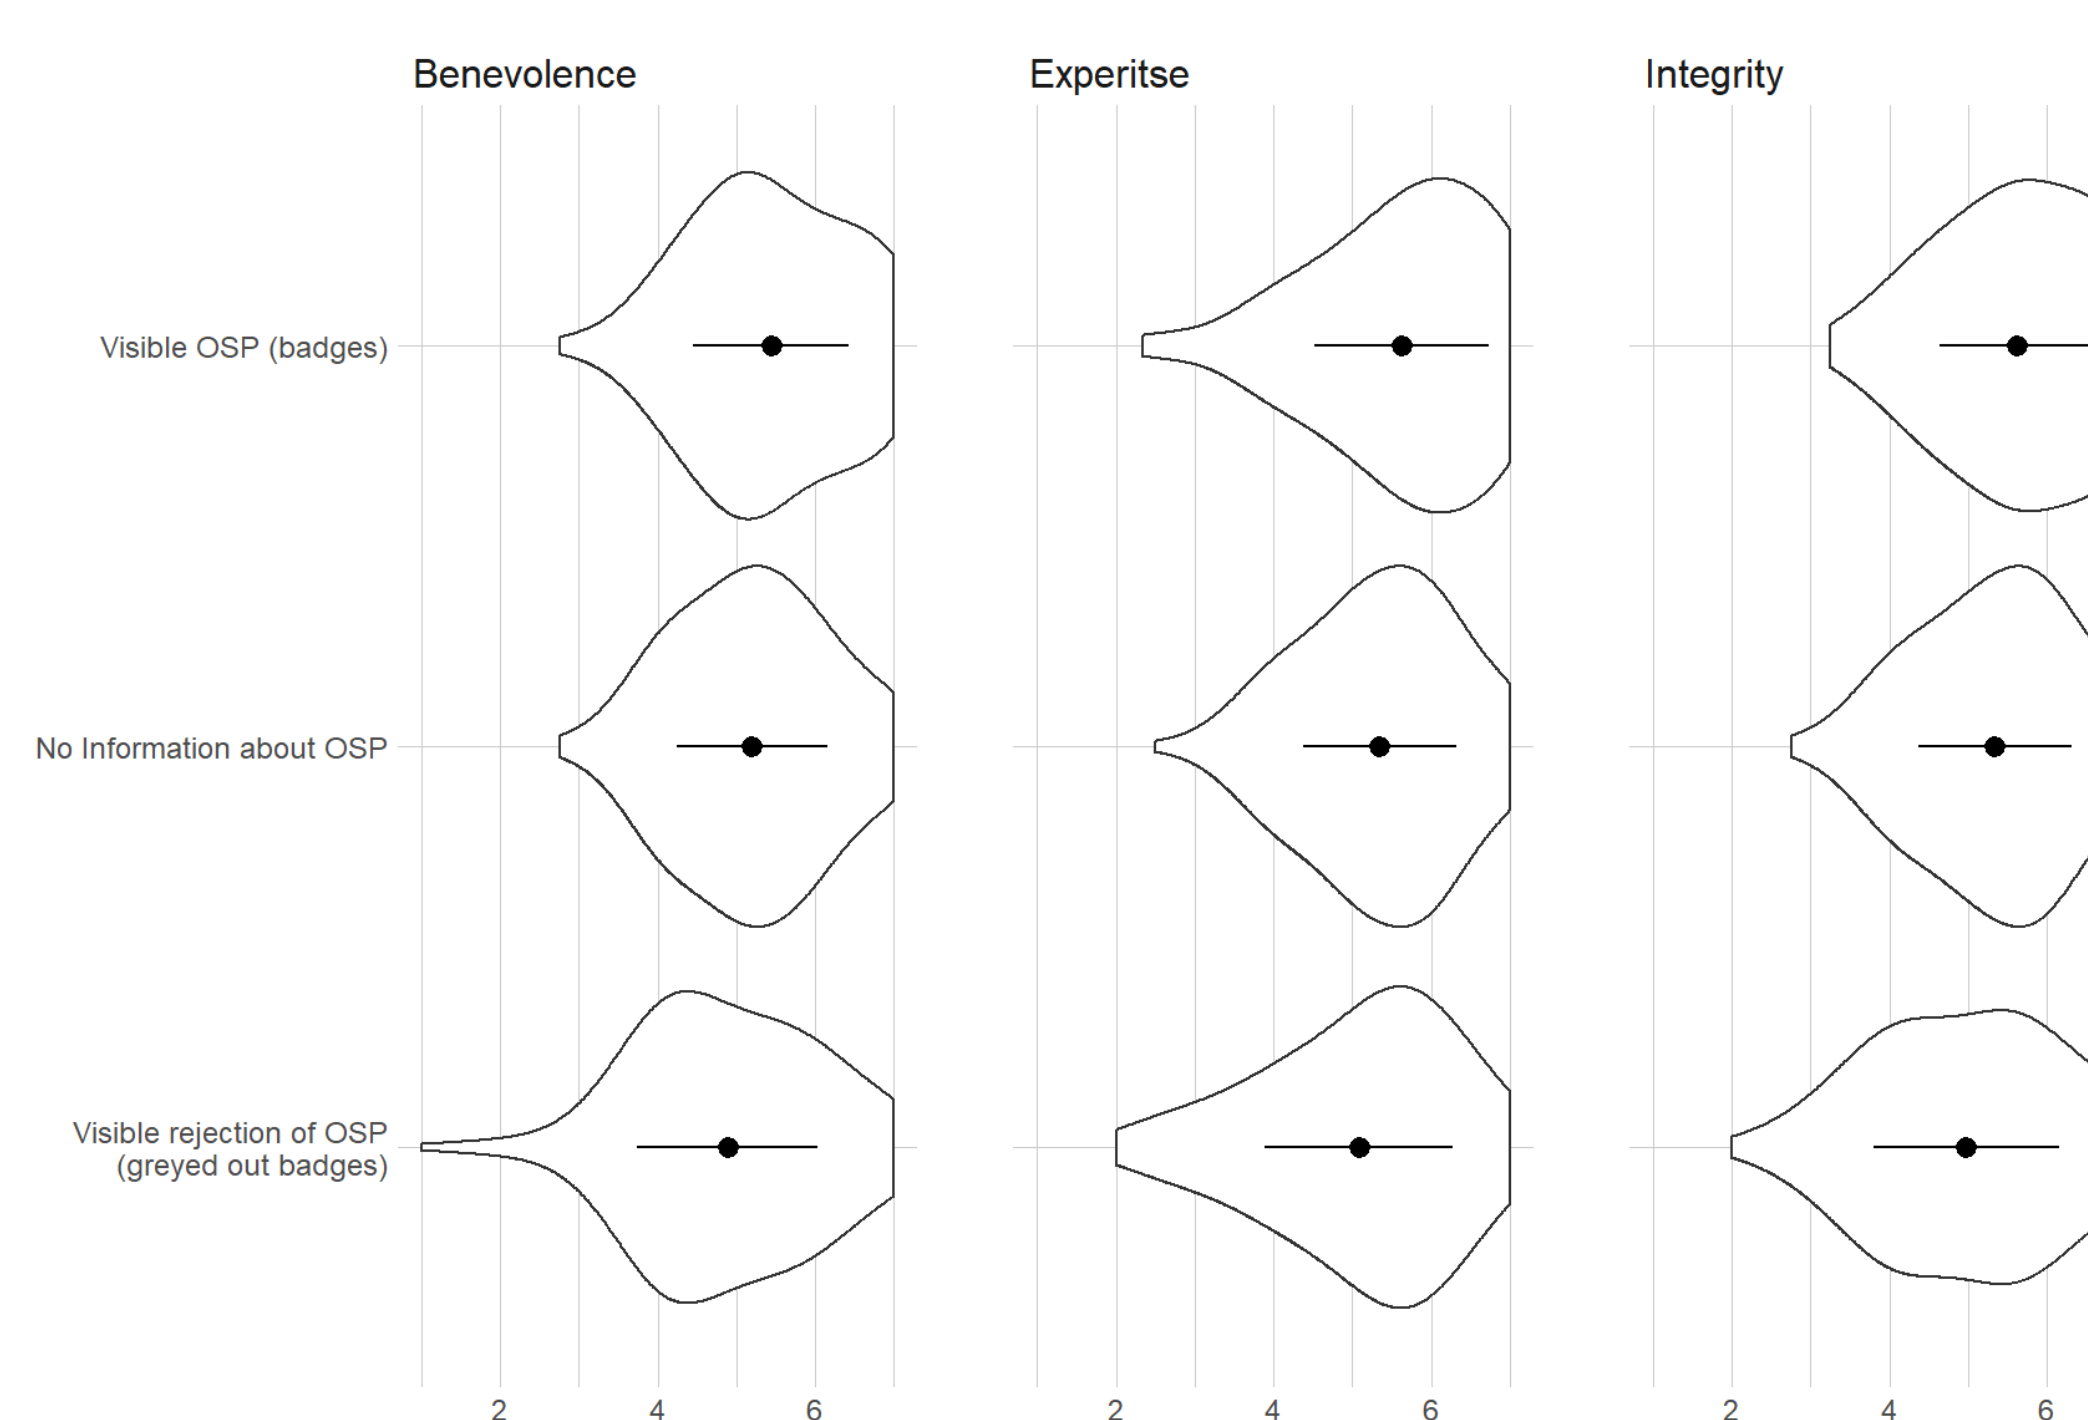 Benevolence
Experitse
Integrity
Visible OSP (badges)
No Information about OSP
Visible rejection of OSP
(greyed out badges)
2 4 6 2 4 6 2 4 6